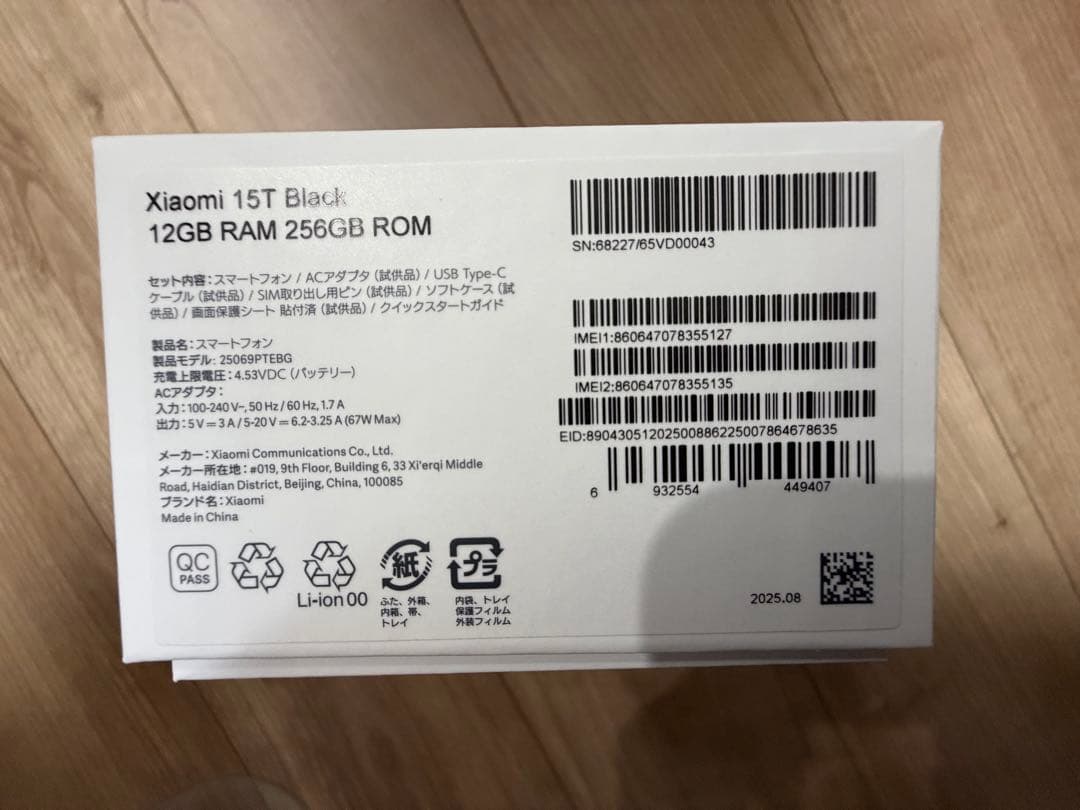 Xiaomi 15T Black
12GB RAM 256GB ROM
セット内容：スマートフォン / ACアダプタ（試供品）/ USB Type-C
ケーブル（試供品）/ SIM取り出し用ピン（試供品）/ ソフトケース（試
供品）/ 画面保護シート 貼付済（試供品）/ クイックスタートガイド
製品名：スマートフォン
製品モデル：25069PTEBG
充電上限電圧：4.53VDC（バッテリー）
ACアダプタ：
入力：100-240 V~, 50 Hz / 60 Hz, 1.7 A
出力：5 V⎓3 A / 5-20 V⎓6.2-3.25 A (67W Max)
メーカー：Xiaomi Communications Co., Ltd.
メーカー所在地：#019, 9th Floor, Building 6, 33 Xi'erqi Middle
Road, Haidian District, Beijing, China, 100085
ブランド名：Xiaomi
Made in China
QC
PASS
Li-ion 00
紙
ふた、外箱、
内箱、帯、
トレイ
プラ
内袋、トレイ
保護フィルム
外装フィルム
SN:68227/65VD00043
IMEI1:860647078355127
IMEI2:860647078355135
EID:89043051202500886225007864678635
6 932554 449407
2025.08